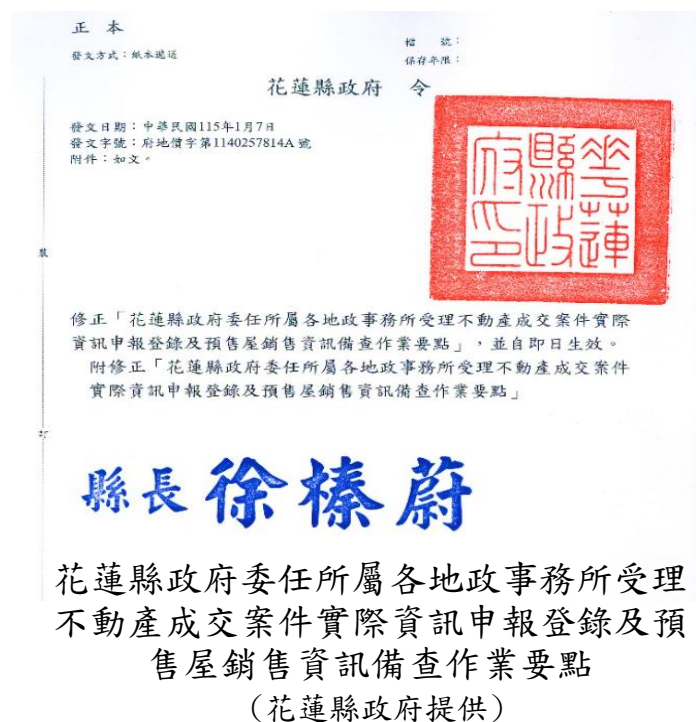 正 本
發文方式：紙本遞送
檔 號：
保存年限：
花蓮縣政府 令
發文日期：中華民國115年1月7日
發文字號：府地價字第1140257814A號
附件：如文。
花蓮縣政府印
裝
修正「花蓮縣政府委任所屬各地政事務所受理不動產成交案件實際
資訊申報登錄及預售屋銷售資訊備查作業要點」，並自即日生效。
附修正「花蓮縣政府委任所屬各地政事務所受理不動產成交案件
實際資訊申報登錄及預售屋銷售資訊備查作業要點」
訂
縣長 徐榛蔚
花蓮縣政府委任所屬各地政事務所受理
不動產成交案件實際資訊申報登錄及預
售屋銷售資訊備查作業要點
（花蓮縣政府提供）